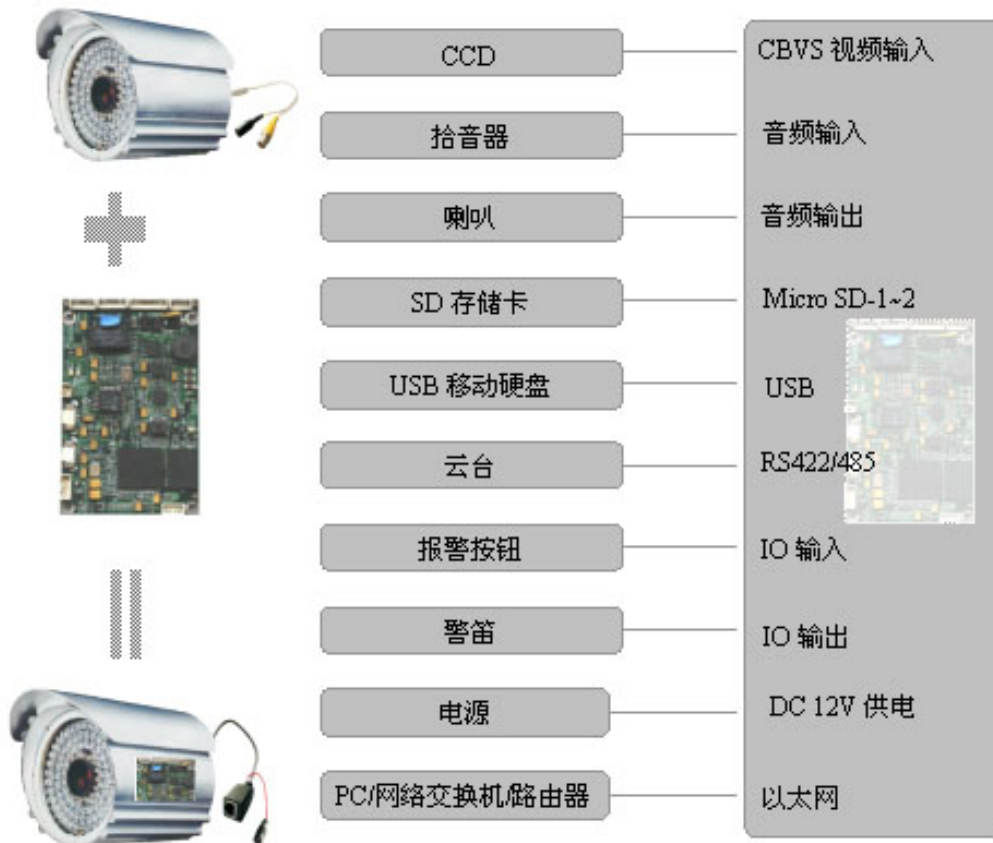 CCD
CBVS 视频输入
拾音器
音频输入
喇叭
音频输出
SD 存储卡
Micro SD-1~2
USB 移动硬盘
USB
云台
RS422/485
报警按钮
IO 输入
警笛
IO 输出
电源
DC 12V 供电
PC/网络交换机/路由器
以太网